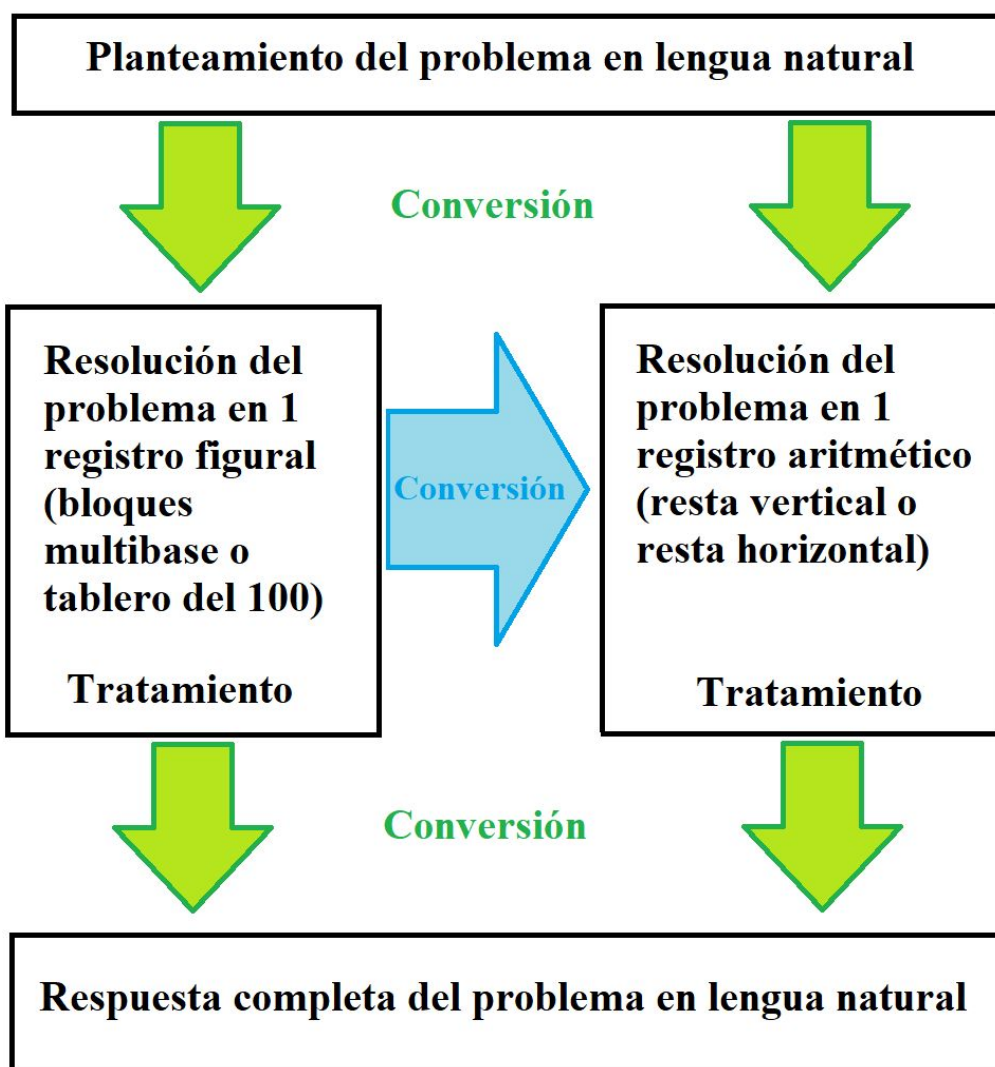 Planteamiento del problema en lengua natural
Conversión
Resolución del
problema en 1
registro figural
(bloques
multibase o
tablero del 100)
Tratamiento
Conversión
Resolución del
problema en 1
registro aritmético
(resta vertical o
resta horizontal)
Tratamiento
Conversión
Respuesta completa del problema en lengua natural